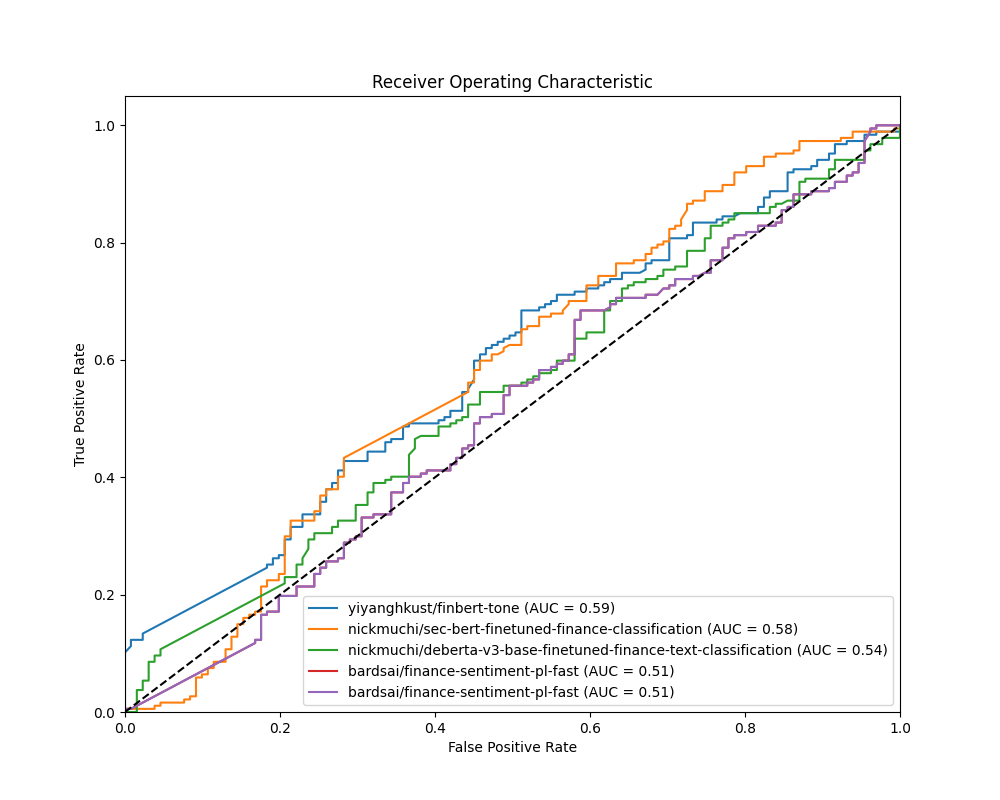 Receiver Operating Characteristic
True Positive Rate
1.0
0.8
0.6
0.4
0.2
0.0
yiyanghkust/finbert-tone (AUC = 0.59)
nickmuchi/sec-bert-finetuned-finance-classification (AUC = 0.58)
nickmuchi/deberta-v3-base-finetuned-finance-text-classification (AUC = 0.54)
bardsai/finance-sentiment-pl-fast (AUC = 0.51)
bardsai/finance-sentiment-pl-fast (AUC = 0.51)
0.0 0.2 0.4 0.6 0.8 1.0
False Positive Rate